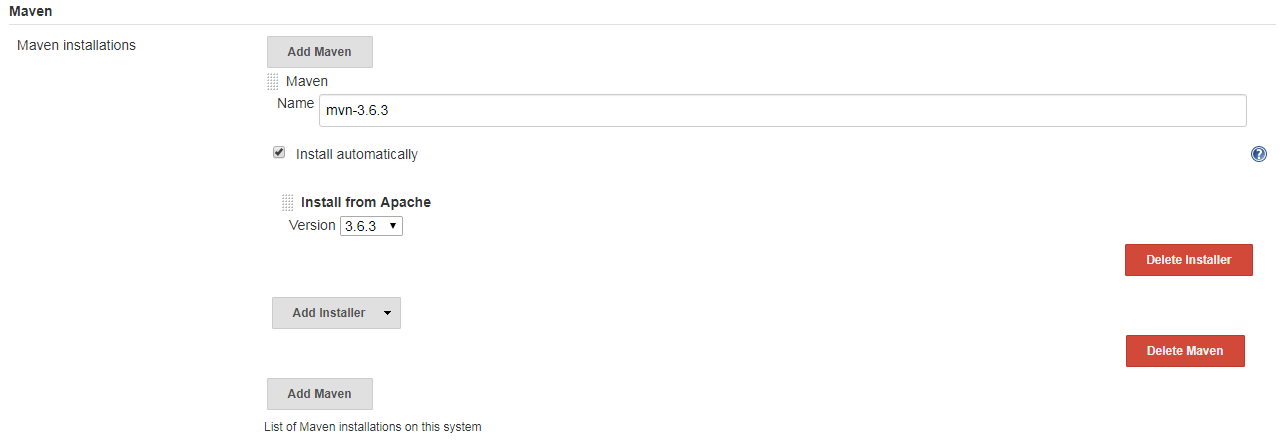 Maven
Maven installations
Add Maven
Maven
Name mvn-3.6.3
Install automatically
?
Install from Apache
Version 3.6.3
Delete Installer
Add Installer
Delete Maven
Add Maven
List of Maven installations on this system